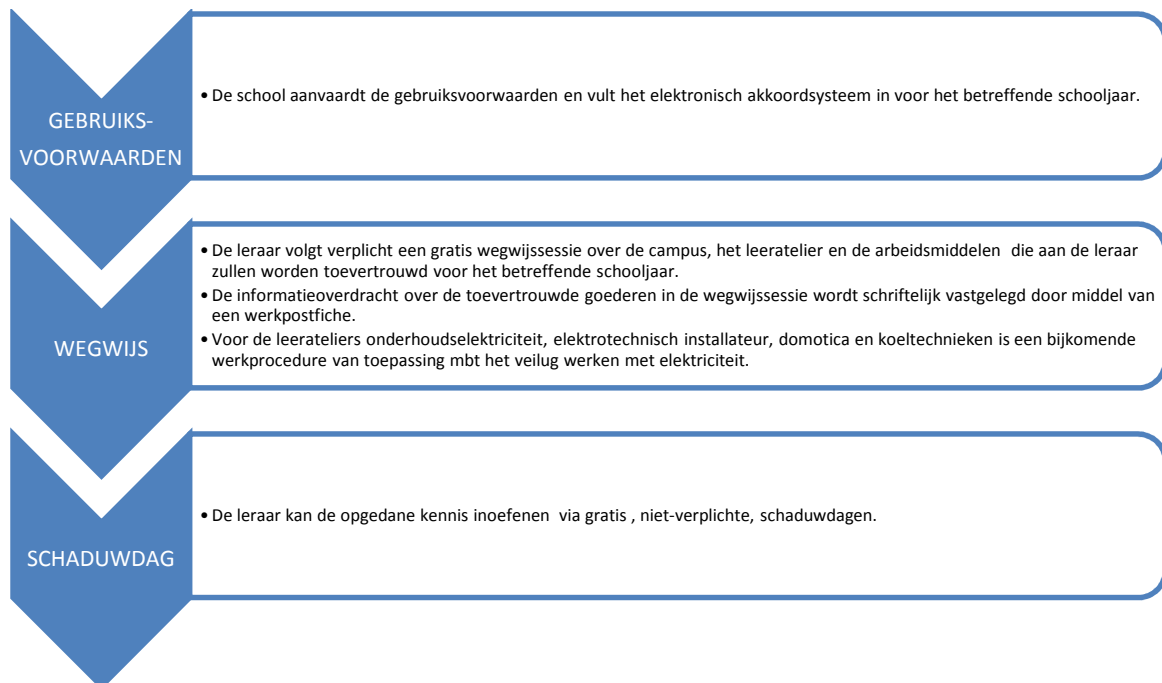 GEBRUIKS-
VOORWAARDEN
• De school aanvaardt de gebruiksvoorwaarden en vult het elektronisch akkoordsysteem in voor het betreffende schooljaar.
WEGWIJS
• De leraar volgt verplicht een gratis wegwijssessie over de campus, het leeratelier en de arbeidsmiddelen die aan de leraar
zullen worden toevertrouwd voor het betreffende schooljaar.
• De informatieoverdracht over de toevertrouwde goederen in de wegwijssessie wordt schriftelijk vastgelegd door middel van
een werkpostfiche.
• Voor de leerateliers onderhoudselektriciteit, elektrotechnisch installateur, domotica en koeltechnieken is een bijkomende
werkprocedure van toepassing mbt het veilug werken met elektriciteit.
SCHADUWDAG
• De leraar kan de opgedane kennis inoefenen via gratis , niet-verplichte, schaduwdagen.